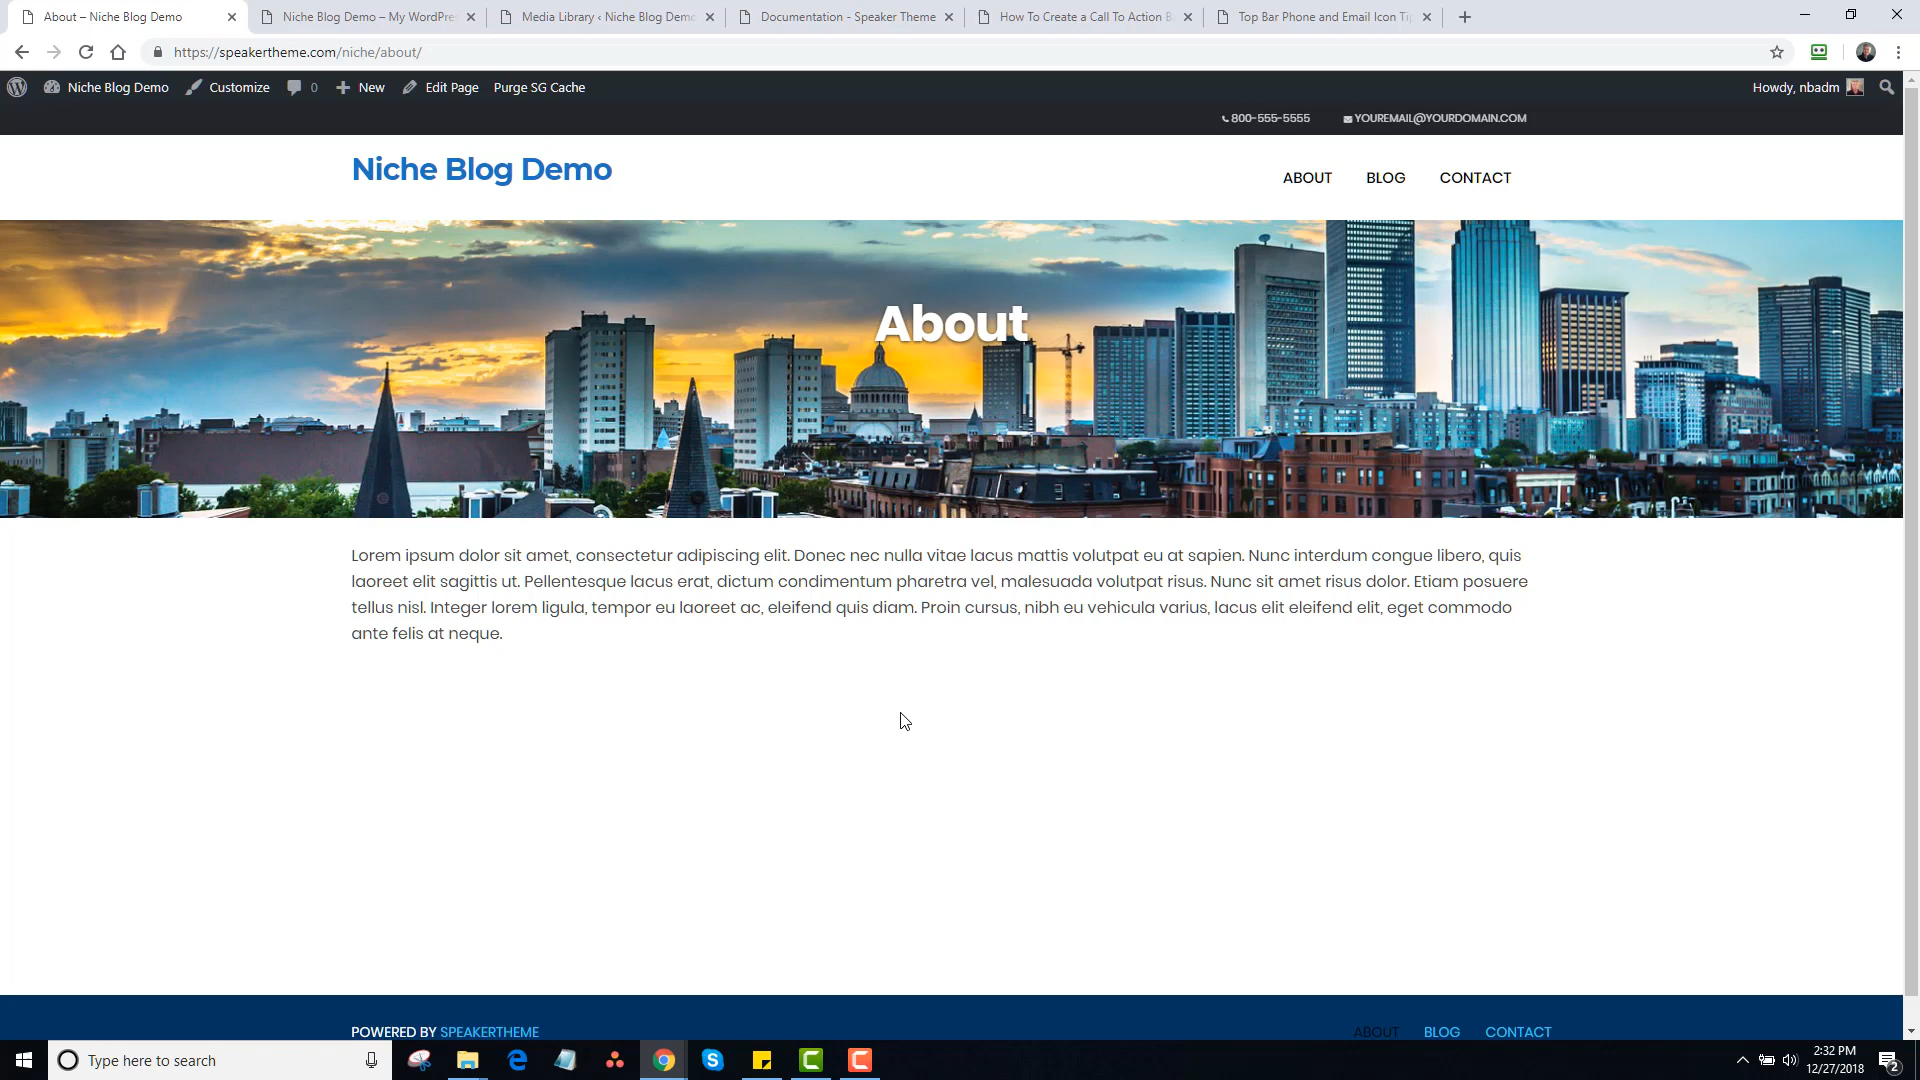 About – Niche Blog Demo
Niche Blog Demo – My WordPre
Media Library ‹ Niche Blog Demo
Documentation - Speaker Theme
How To Create a Call To Action B
Top Bar Phone and Email Icon Ti
https://speakertheme.com/niche/about/
Niche Blog Demo Customize 0 New Edit Page Purge SG Cache Howdy, nbadm
800-555-5555 YOUREMAIL@YOURDOMAIN.COM
Niche Blog Demo
ABOUT BLOG CONTACT
About
Lorem ipsum dolor sit amet, consectetur adipiscing elit. Donec nec nulla vitae lacus mattis volutpat eu at sapien. Nunc interdum congue libero, quis
laoreet elit sagittis ut. Pellentesque lacus erat, dictum condimentum pharetra vel, malesuada volutpat risus. Nunc sit amet risus dolor. Etiam posuere
tellus nisl. Integer lorem ligula, tempor eu laoreet ac, eleifend quis diam. Proin cursus, nibh eu vehicula varius, lacus elit eleifend elit, eget commodo
ante felis at neque.
POWERED BY SPEAKERTHEME
ABOUT BLOG CONTACT
Type here to search
2:32 PM
12/27/2018
2